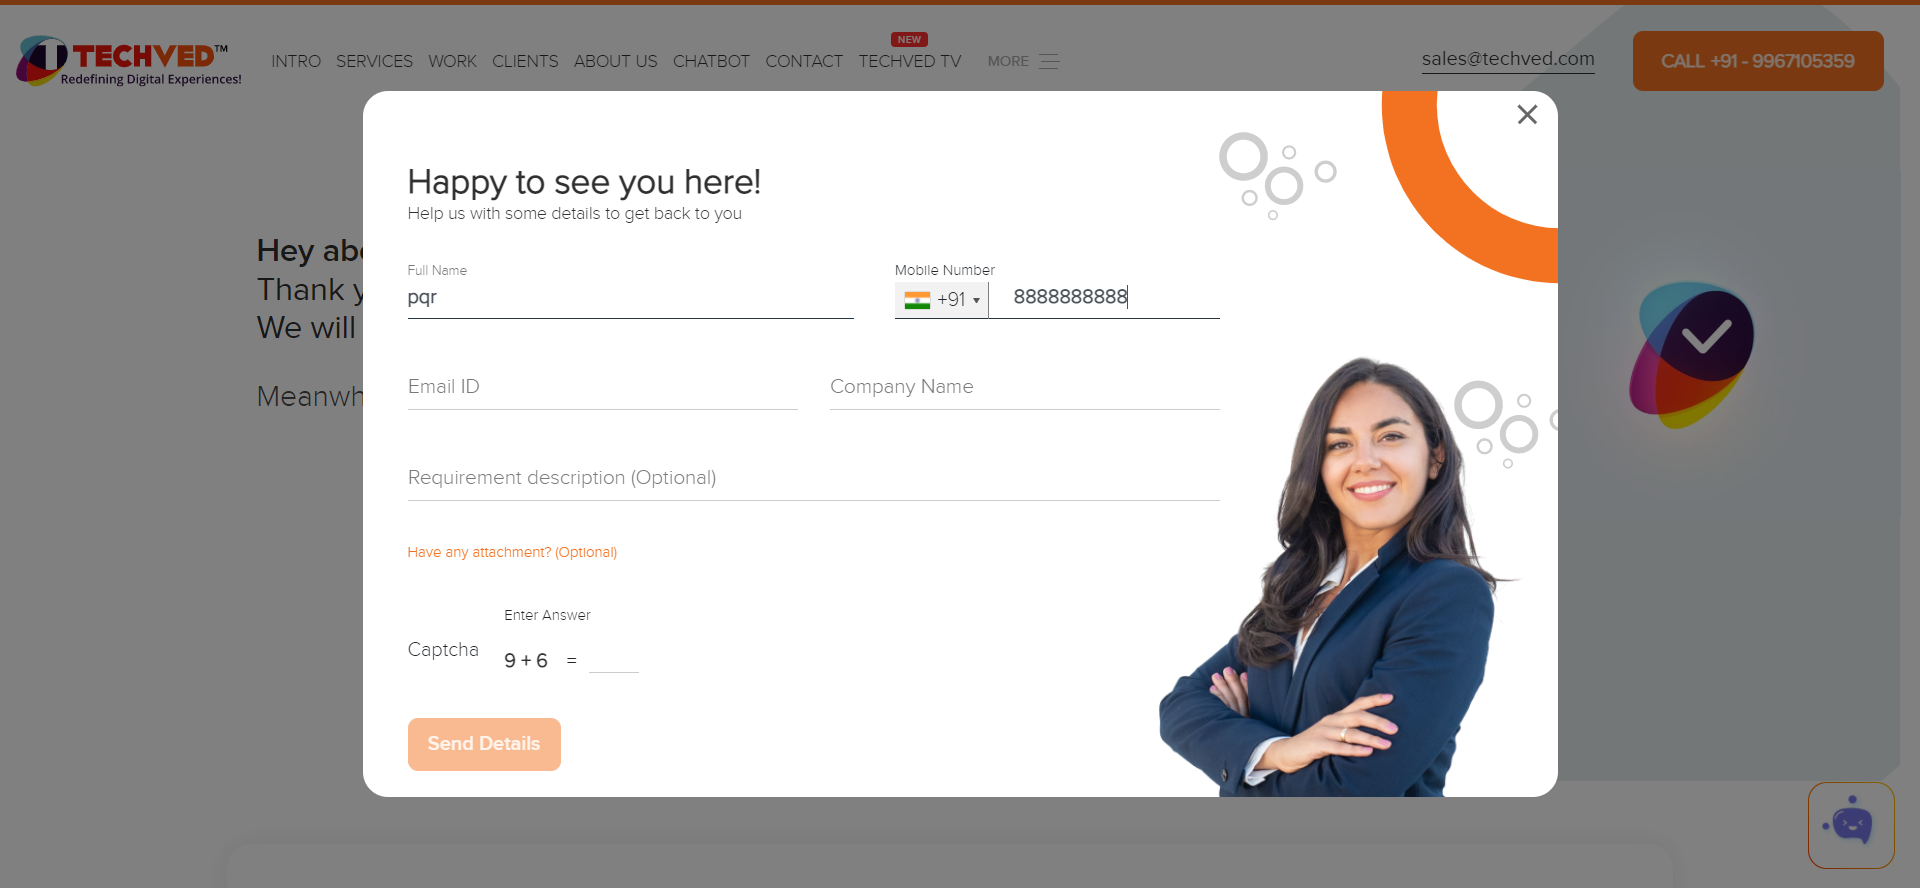 TECHVED™
Redefining Digital Experiences!
INTRO SERVICES WORK CLIENTS ABOUT US CHATBOT CONTACT TECHVED TV MORE
NEW
sales@techved.com
CALL +91 - 9967105359
Hey
Thank
We will
Happy to see you here!
Help us with some details to get back to you
Full Name
pqr
Mobile Number
+91 ▾ 8888888888
Email ID
Company Name
Requirement description (Optional)
Have any attachment? (Optional)
Enter Answer
Captcha
9 + 6 =
Send Details